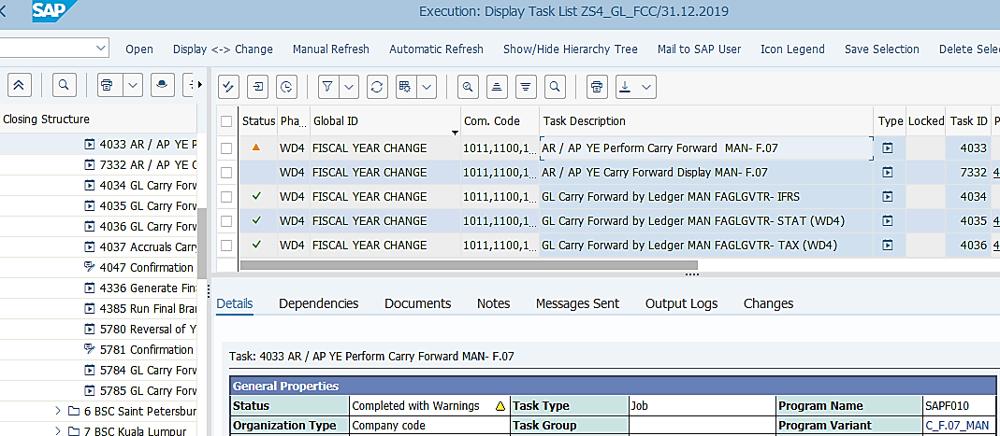 SAP
Execution: Display Task List ZS4_GL_FCC/31.12.2019
Open Display <-> Change Manual Refresh Automatic Refresh Show/Hide Hierarchy Tree Mail to SAP User Icon Legend Save Selection Delete Sele
Closing Structure
4033 AR / AP YE P
7332 AR / AP YE C
4034 GL Carry Forw
4035 GL Carry Forw
4036 GL Carry Forw
4037 Accruals Carry
4047 Confirmation
4336 Generate Fin
4385 Run Final Bra
5780 Reversal of Y
5781 Confirmation
5784 GL Carry Forw
5785 GL Carry Forw
6 BSC Saint Petersbur
7 BSC Kuala Lumpur
Status Pha... Global ID Com. Code Task Description Type Locked Task ID P
WD4 FISCAL YEAR CHANGE 1011,1100,1... AR / AP YE Perform Carry Forward MAN- F.07 4033
WD4 FISCAL YEAR CHANGE 1011,1100,1... AR / AP YE Carry Forward Display MAN- F.07 7332 4
WD4 FISCAL YEAR CHANGE 1011,1100,1... GL Carry Forward by Ledger MAN FAGLGVTR- IFRS 4034
WD4 FISCAL YEAR CHANGE 1011,1100,1... GL Carry Forward by Ledger MAN FAGLGVTR- STAT (WD4) 4035 4
WD4 FISCAL YEAR CHANGE 1011,1100,1... GL Carry Forward by Ledger MAN FAGLGVTR- TAX (WD4) 4036 4
Details Dependencies Documents Notes Messages Sent Output Logs Changes
Task: 4033 AR / AP YE Perform Carry Forward MAN- F.07
General Properties
Status Completed with Warnings Task Type Job Program Name SAPF010
Organization Type Company code Task Group Program Variant C_F.07_MAN